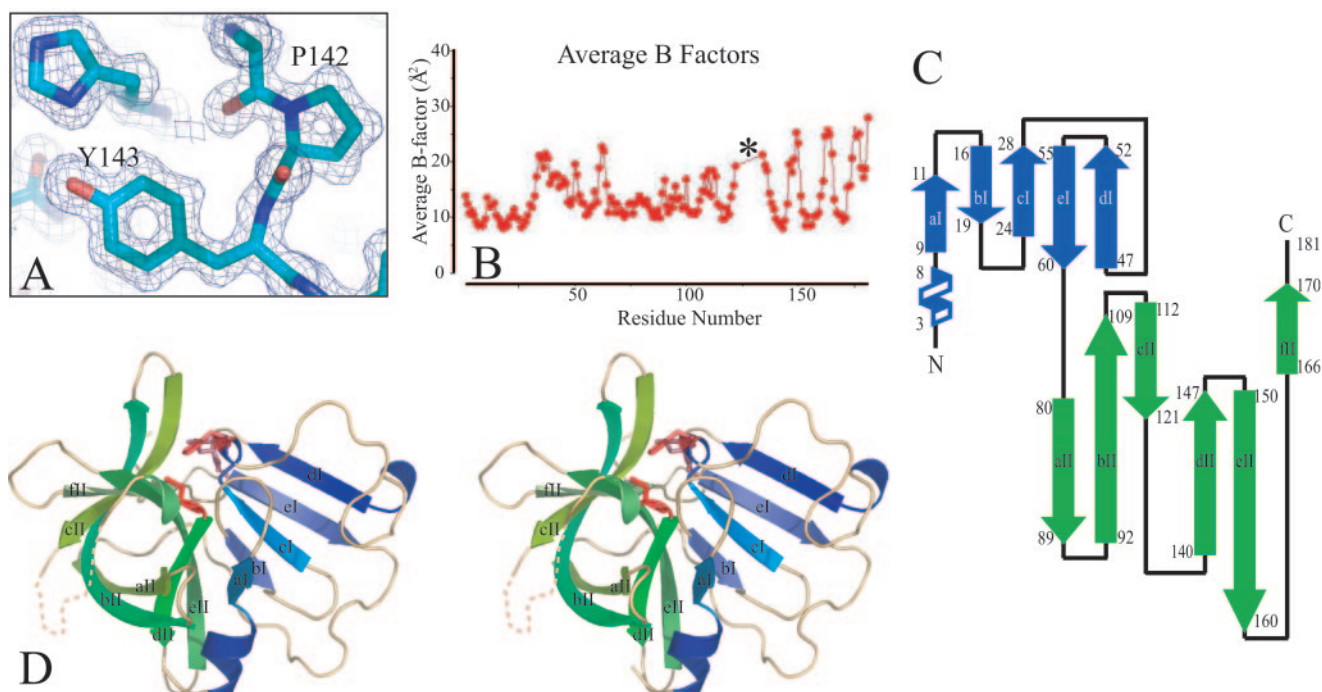 P142
Y143
A
Average B Factors
Average B-factor (Å²)
40
30
20
10
0
*
B
50
100
150
Residue Number
C
11
16
28
55
52
aI
bI
cI
eI
dI
9
19
24
60
47
8
3
N
C
181
170
fII
166
109
112
cII
80
121
147
150
aII
bII
dII
eII
89
92
140
160
dI
eI
cI
bI
aI
fII
cII
aII
bII
eII
dII
dI
eI
cI
bI
aI
fII
cII
aII
bII
eII
dII
D